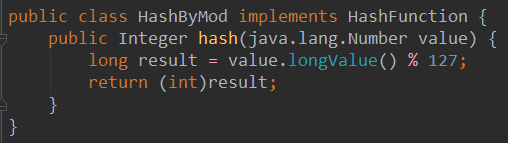 public class HashByMod implements HashFunction {
    public Integer hash(java.lang.Number value) {
        long result = value.longValue() % 127;
        return (int)result;
    }
}